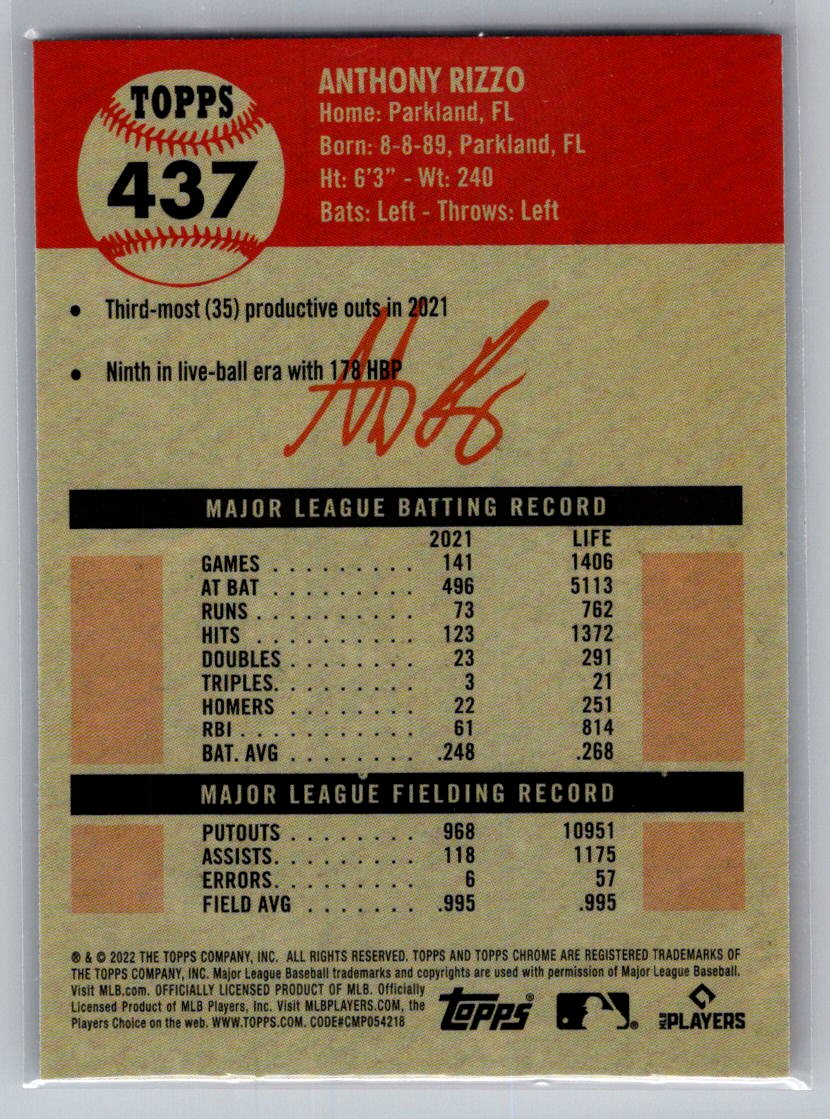 TOPPS
437
ANTHONY RIZZO
Home: Parkland, FL
Born: 8-8-89, Parkland, FL
Ht: 6'3" - Wt: 240
Bats: Left - Throws: Left
• Third-most (35) productive outs in 2021
• Ninth in live-ball era with 178 HBP
MAJOR LEAGUE BATTING RECORD
2021 LIFE
GAMES . . . . . . . . . 141 1406
AT BAT . . . . . . . . . 496 5113
RUNS . . . . . . . . . . 73 762
HITS . . . . . . . . . . 123 1372
DOUBLES . . . . . . . . 23 291
TRIPLES. . . . . . . . . 3 21
HOMERS . . . . . . . . 22 251
RBI . . . . . . . . . . . 61 814
BAT. AVG . . . . . . . . .248 .268
MAJOR LEAGUE FIELDING RECORD
PUTOUTS . . . . . . . . 968 10951
ASSISTS. . . . . . . . . 118 1175
ERRORS. . . . . . . . . 6 57
FIELD AVG . . . . . . . .995 .995
® & © 2022 THE TOPPS COMPANY, INC. ALL RIGHTS RESERVED. TOPPS AND TOPPS CHROME ARE REGISTERED TRADEMARKS OF
THE TOPPS COMPANY, INC. Major League Baseball trademarks and copyrights are used with permission of Major League Baseball.
Visit MLB.com. OFFICIALLY LICENSED PRODUCT OF MLB. Officially
Licensed Product of MLB Players, Inc. Visit MLBPLAYERS.COM, the
Players Choice on the web. WWW.TOPPS.COM. CODE#CMP054218
topps®
MLB PLAYERS